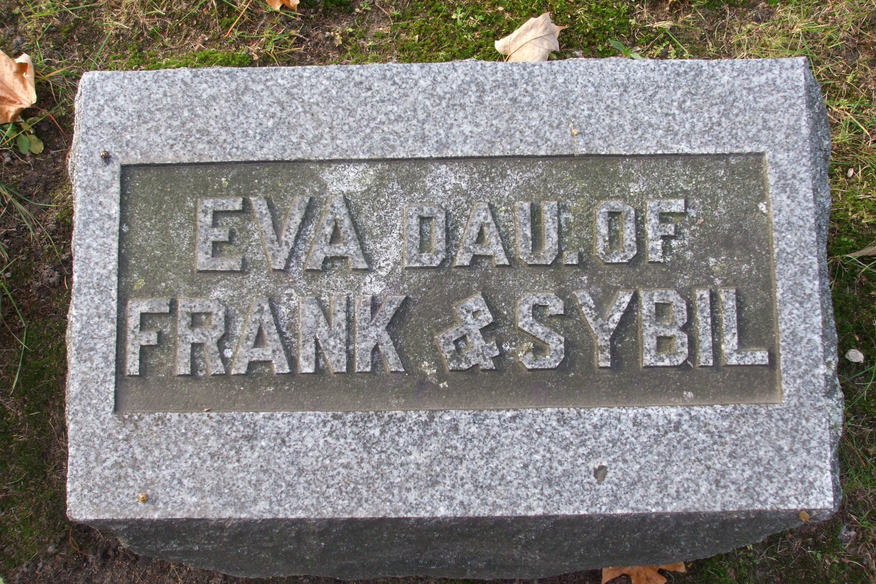 EVA DAU. OF
FRANK & SYBIL